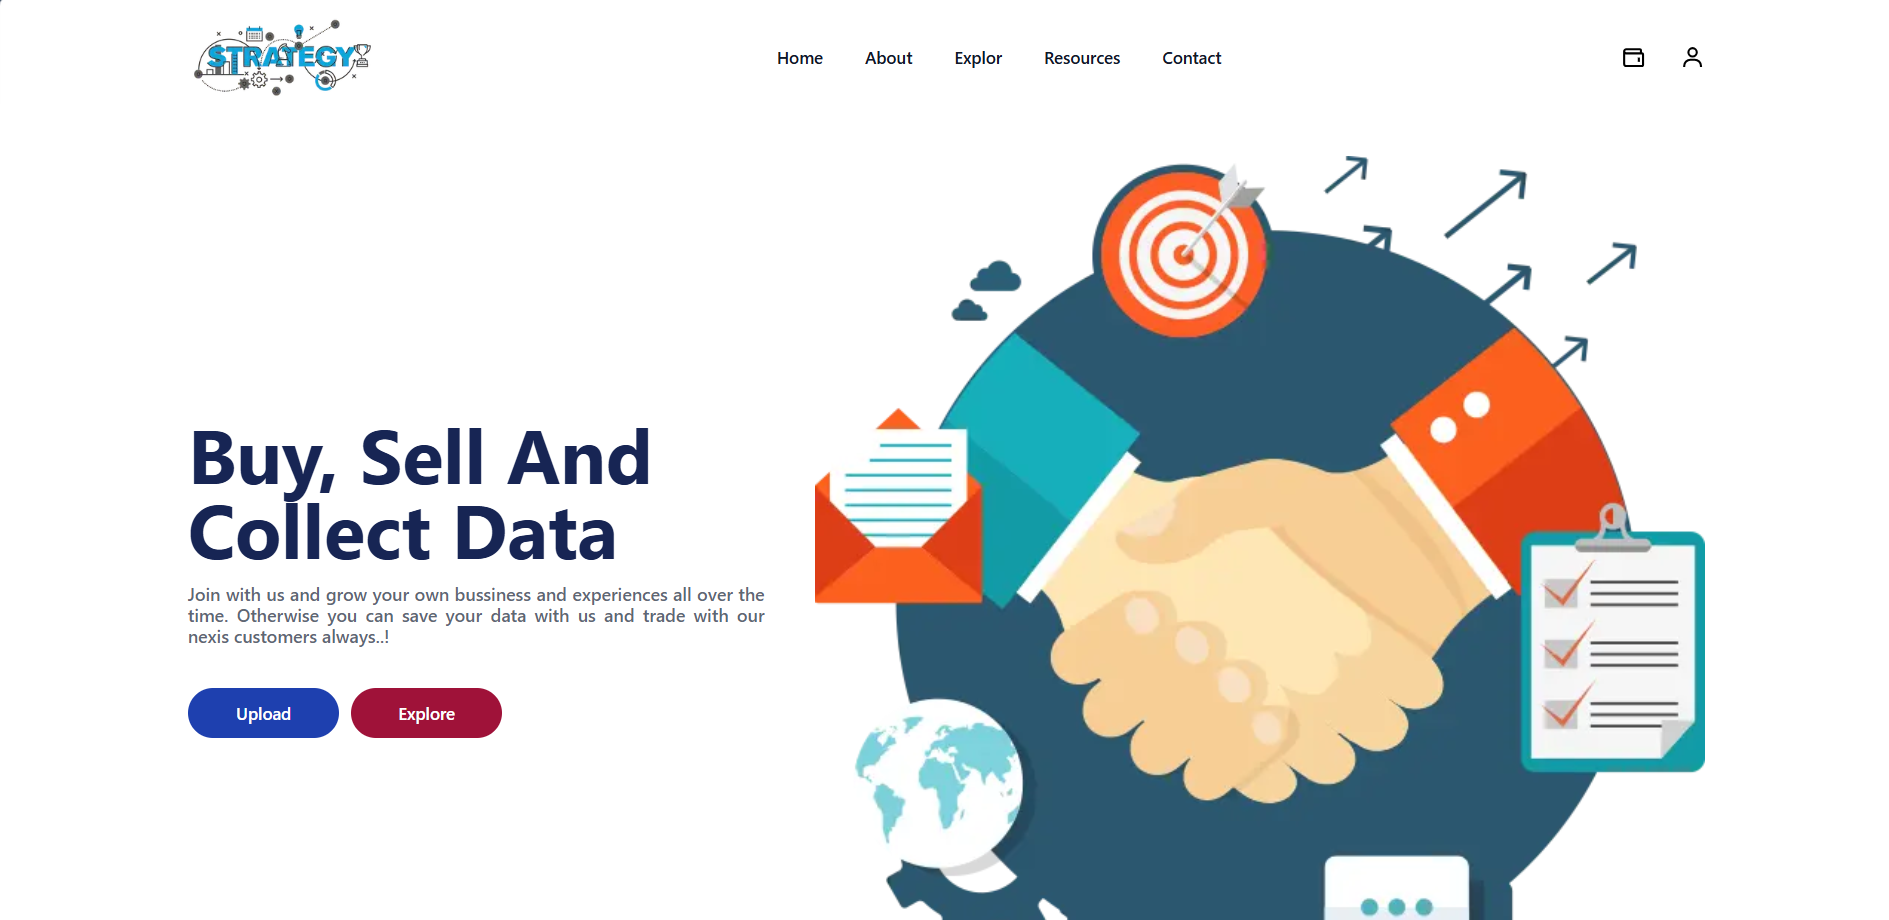 STRATEGY
Home About Explor Resources Contact
Buy, Sell And
Collect Data
Join with us and grow your own bussiness and experiences all over the
time. Otherwise you can save your data with us and trade with our
nexis customers always..!
Upload Explore